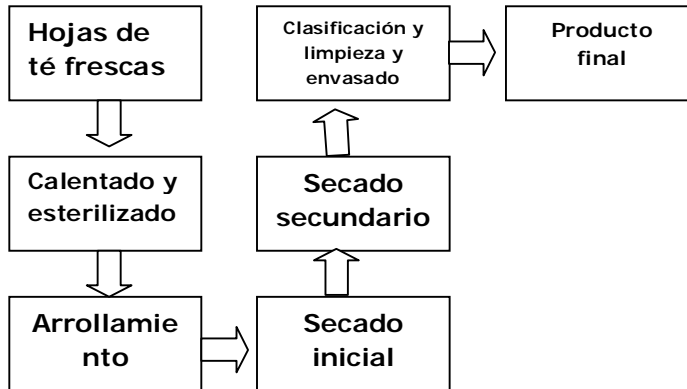 Hojas de
té frescas
Calentado y
esterilizado
Arrollamie
nto
Secado
inicial
Secado
secundario
Clasificación y
limpieza y
envasado
Producto
final